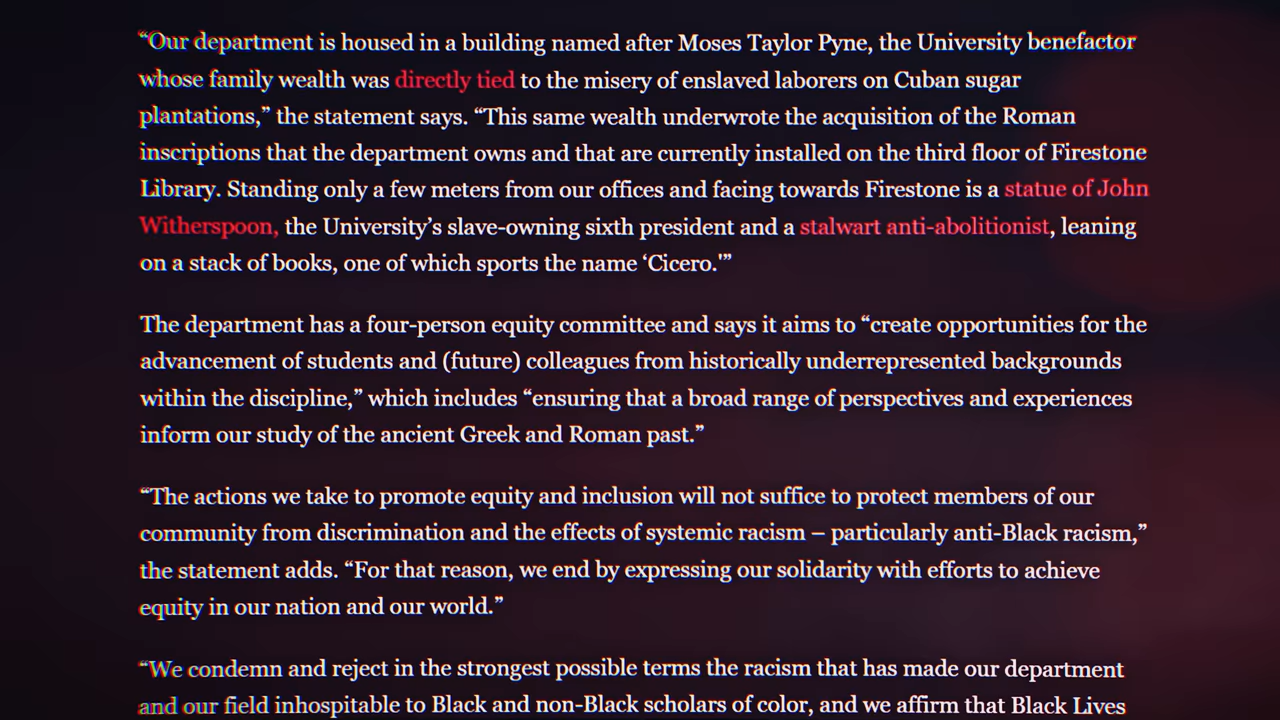 “Our department is housed in a building named after Moses Taylor Pyne, the University benefactor
whose family wealth was directly tied to the misery of enslaved laborers on Cuban sugar
plantations,” the statement says. “This same wealth underwrote the acquisition of the Roman
inscriptions that the department owns and that are currently installed on the third floor of Firestone
Library. Standing only a few meters from our offices and facing towards Firestone is a statue of John
Witherspoon, the University’s slave-owning sixth president and a stalwart anti-abolitionist, leaning
on a stack of books, one of which sports the name ‘Cicero.'”
The department has a four-person equity committee and says it aims to “create opportunities for the
advancement of students and (future) colleagues from historically underrepresented backgrounds
within the discipline,” which includes “ensuring that a broad range of perspectives and experiences
inform our study of the ancient Greek and Roman past.”
“The actions we take to promote equity and inclusion will not suffice to protect members of our
community from discrimination and the effects of systemic racism – particularly anti-Black racism,”
the statement adds. “For that reason, we end by expressing our solidarity with efforts to achieve
equity in our nation and our world.”
“We condemn and reject in the strongest possible terms the racism that has made our department
and our field inhospitable to Black and non-Black scholars of color, and we affirm that Black Lives